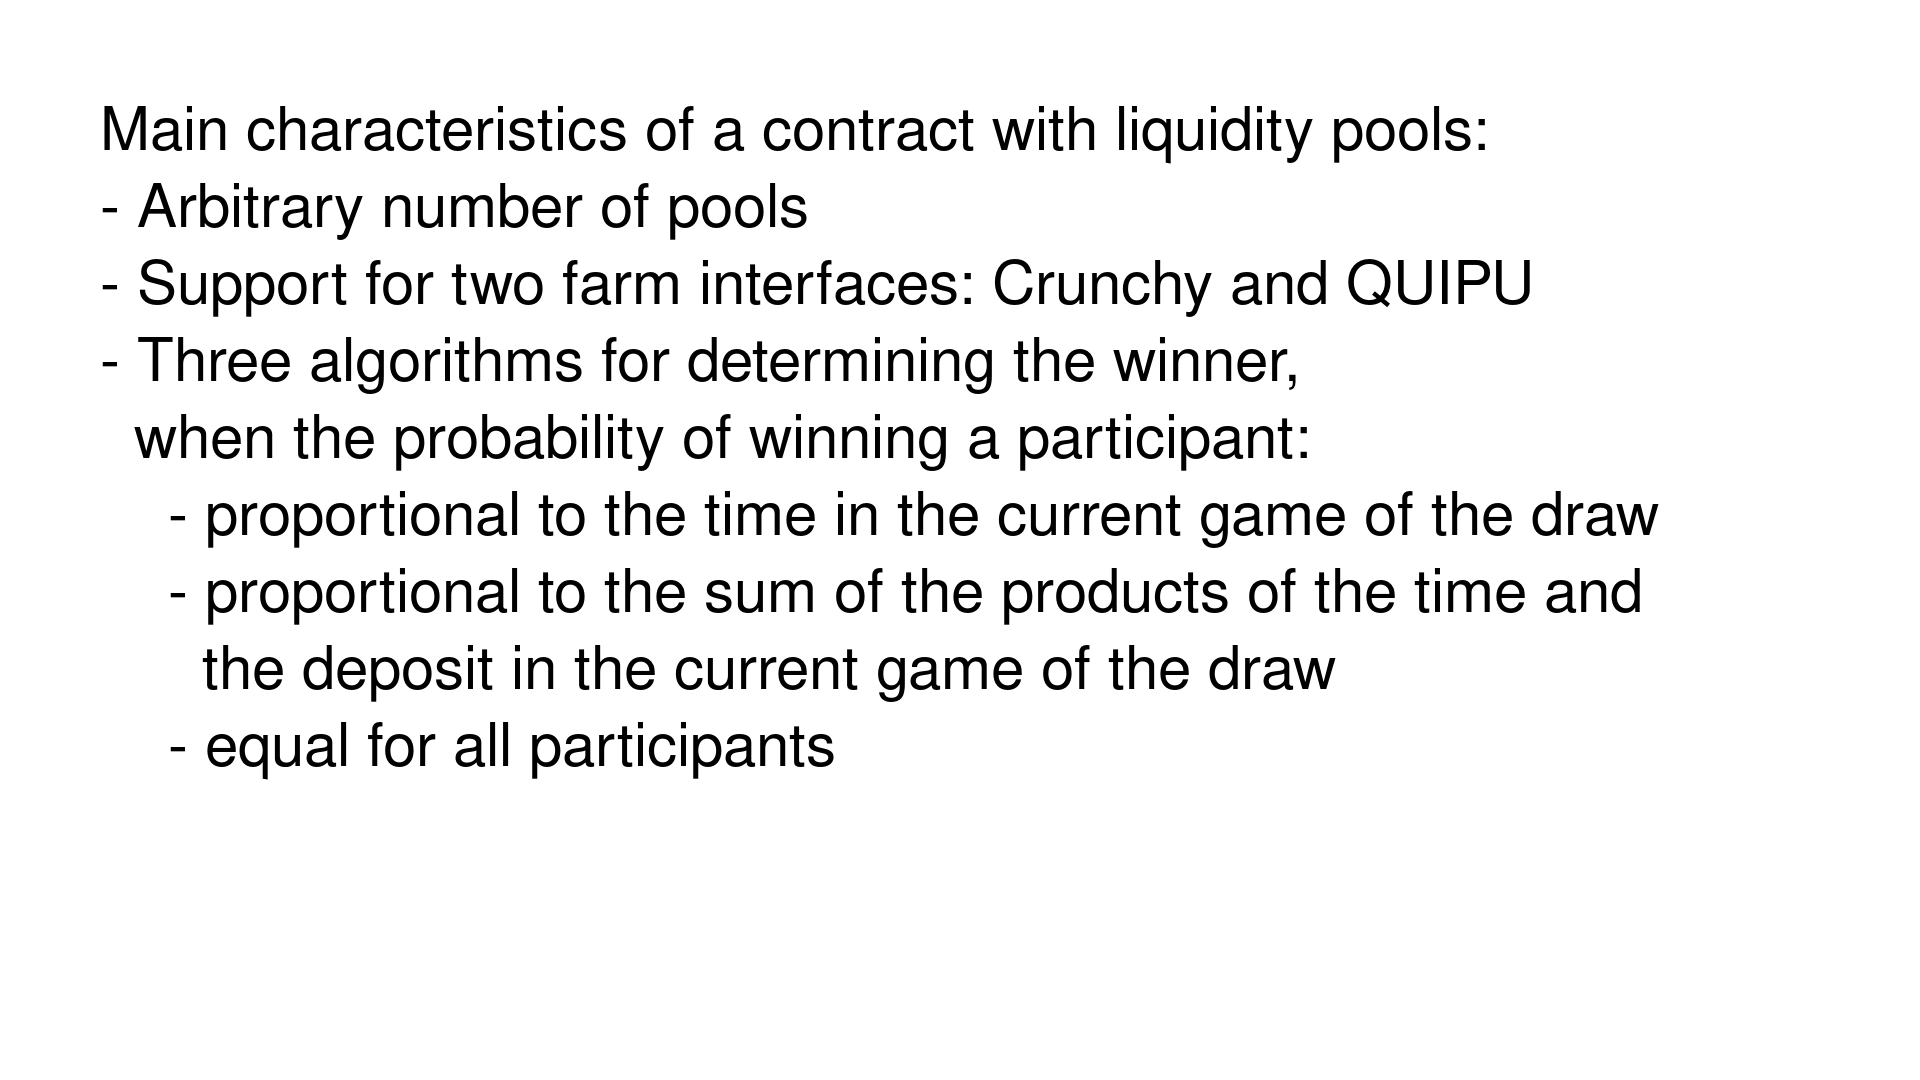 Main characteristics of a contract with liquidity pools:
- Arbitrary number of pools
- Support for two farm interfaces: Crunchy and QUIPU
- Three algorithms for determining the winner,
when the probability of winning a participant:
- proportional to the time in the current game of the draw
- proportional to the sum of the products of the time and
the deposit in the current game of the draw
- equal for all participants